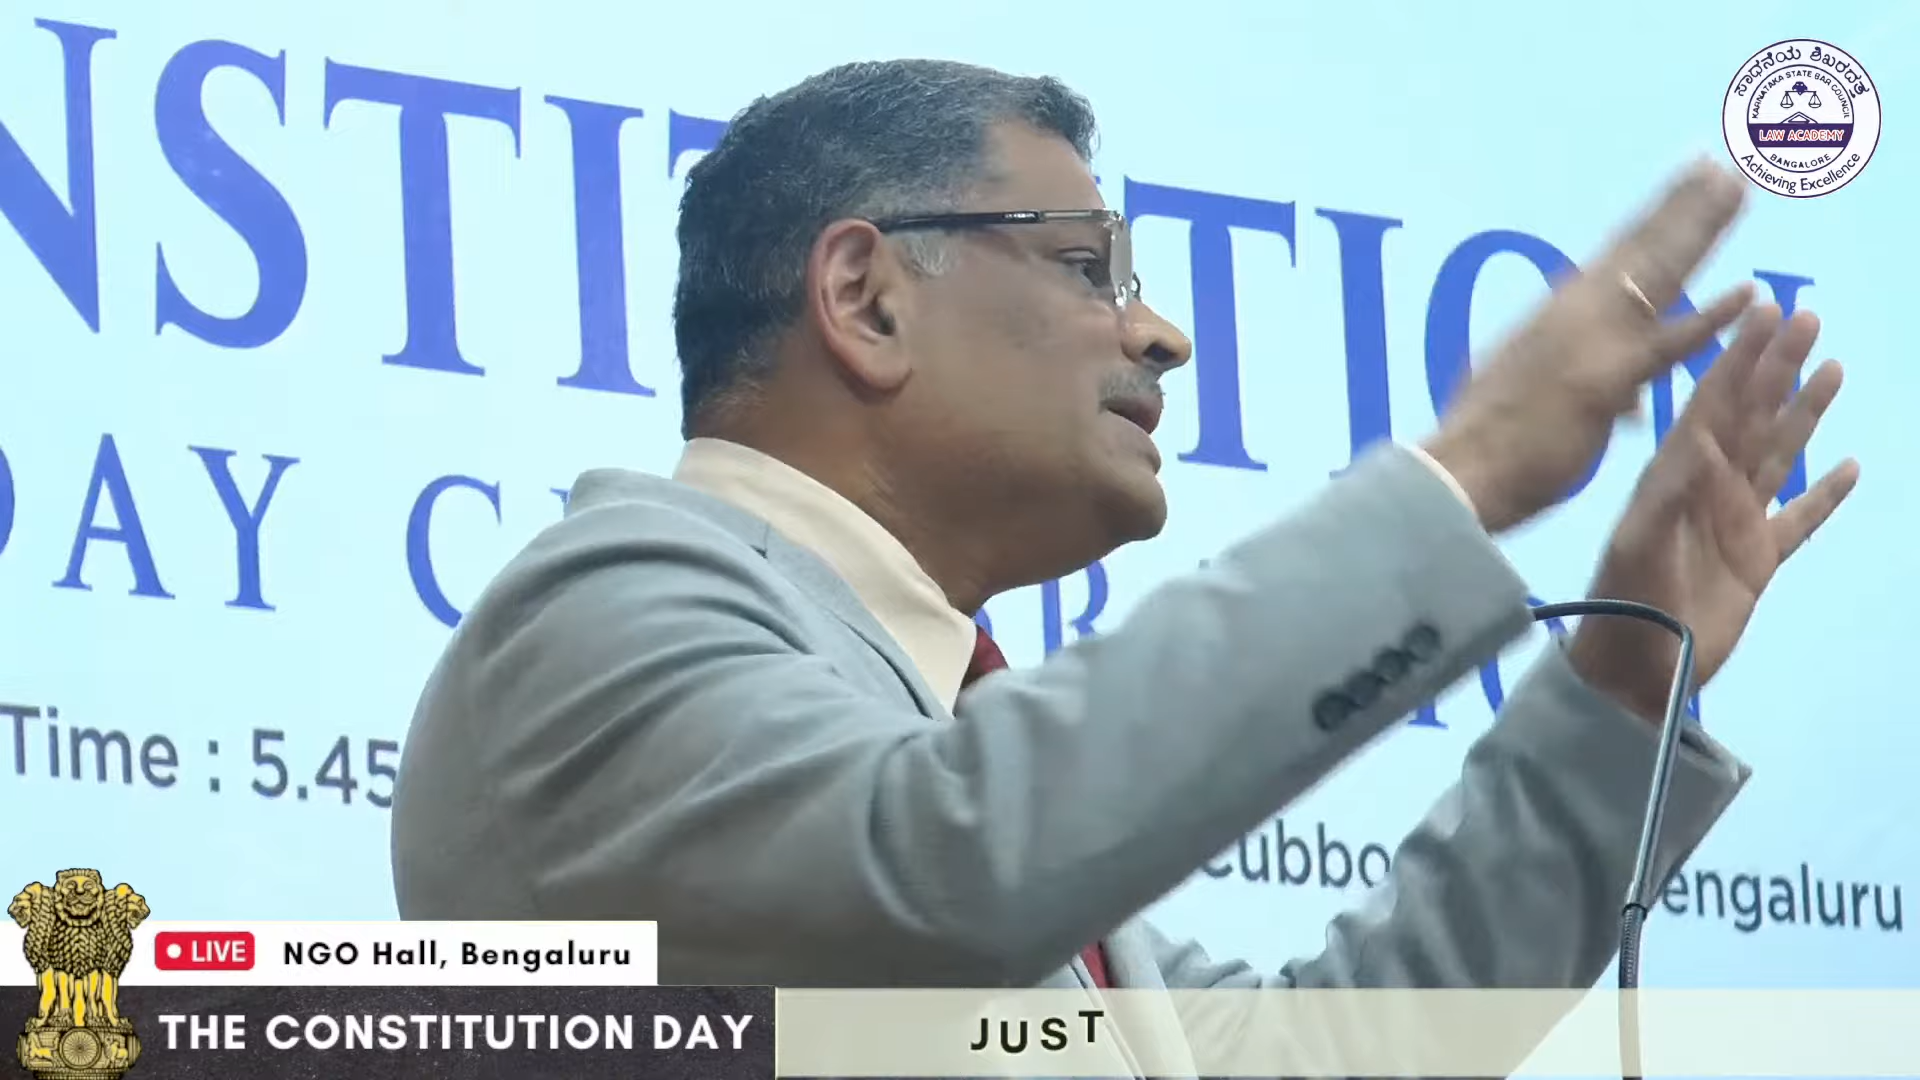 NSTIT TION
DAY C
Time : 5.45
engaluru
ಸಾಧನೆಯ ಶಿಖರದತ್ತ
KARNATAKA STATE BAR COUNCIL
LAW ACADEMY
BANGALORE
Achieving Excellence
LIVE NGO Hall, Bengaluru
THE CONSTITUTION DAY
JUST